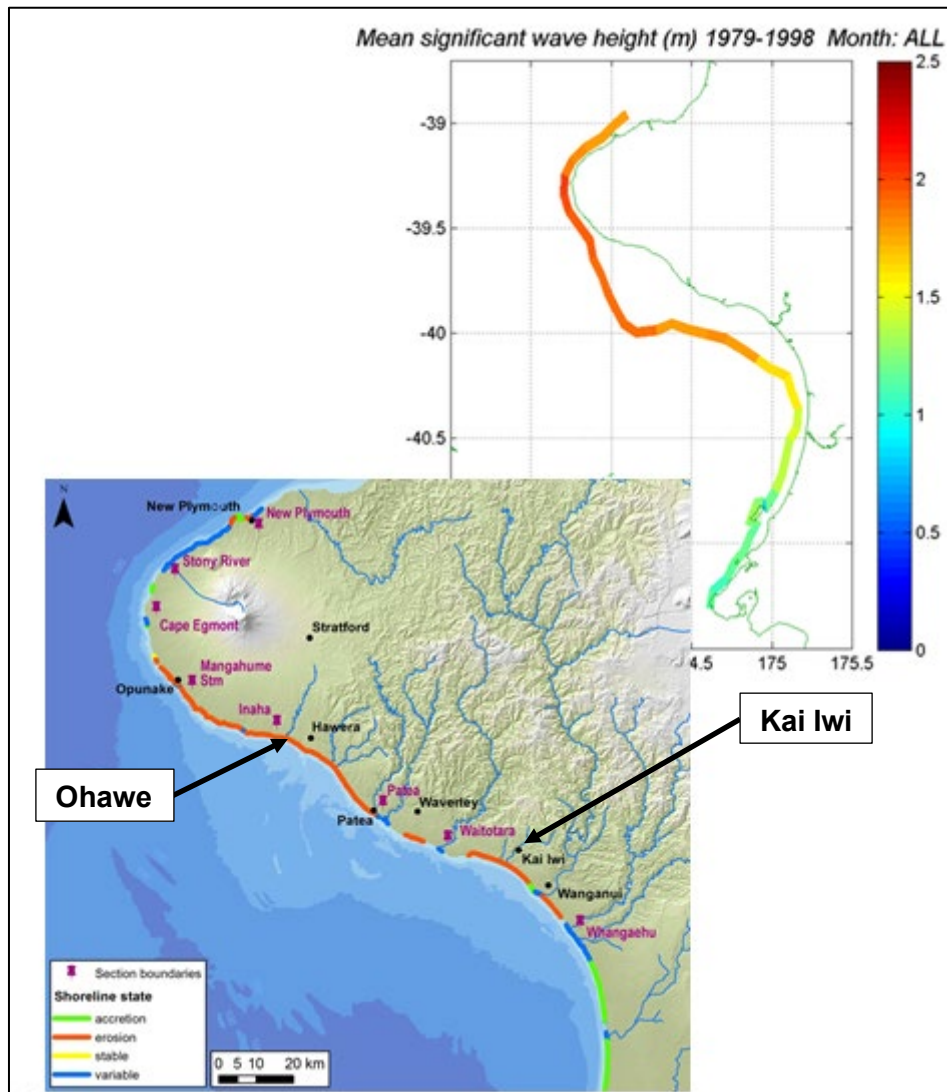 Mean significant wave height (m) 1979-1998 Month: ALL
2.5
2
1.5
1
0.5
0
-39
-39.5
-40
-40.5
4.5
175
175.5
N
New Plymouth
New Plymouth
Stony River
Cape Egmont
Stratford
Mangahume
Stm
Opunake
Inaha
Hawera
Kai Iwi
Ohawe
Patea
Waverley
Patea
Waitotara
Kai Iwi
Wanganui
Whangaehu
Section boundaries
Shoreline state
accretion
erosion
stable
variable
0 5 10 20 km